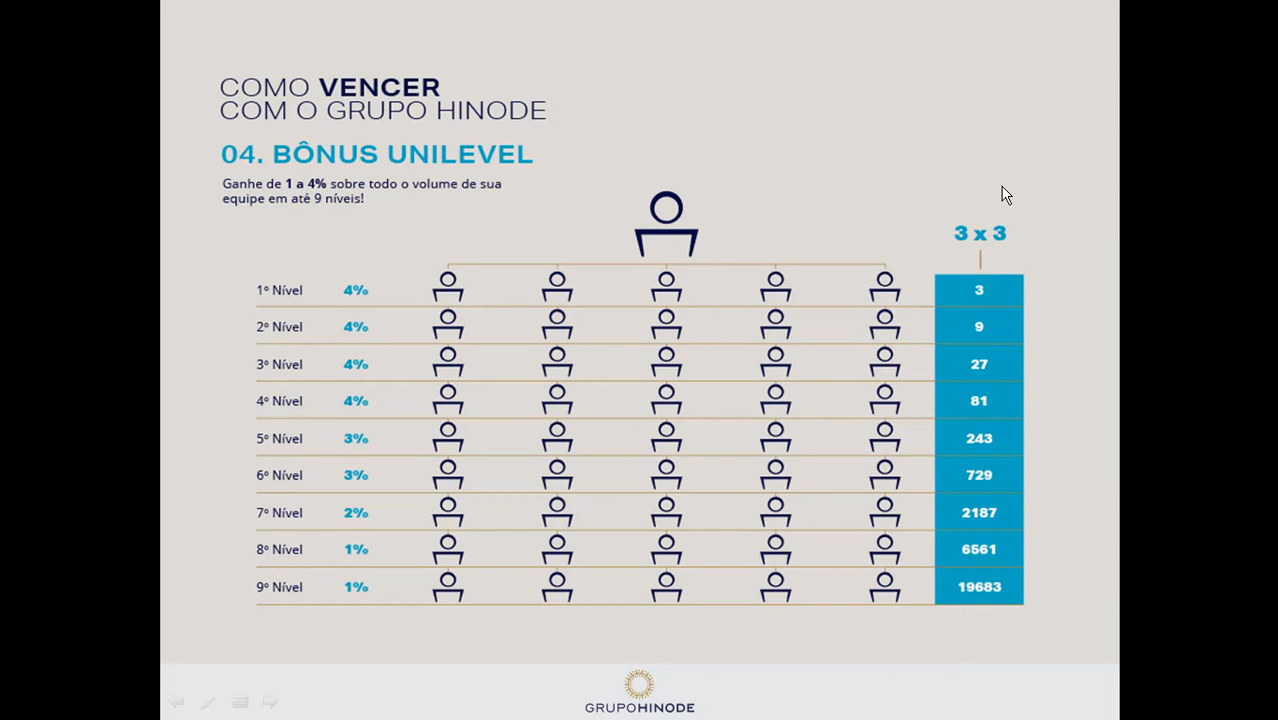 COMO VENCER
COM O GRUPO HINODE
04. BÔNUS UNILEVEL
Ganhe de 1 a 4% sobre todo o volume de sua
equipe em até 9 níveis!
3 x 3
1º Nível 4% 3
2º Nível 4% 9
3º Nível 4% 27
4º Nível 4% 81
5º Nível 3% 243
6º Nível 3% 729
7º Nível 2% 2187
8º Nível 1% 6561
9º Nível 1% 19683
GRUPOHINODE